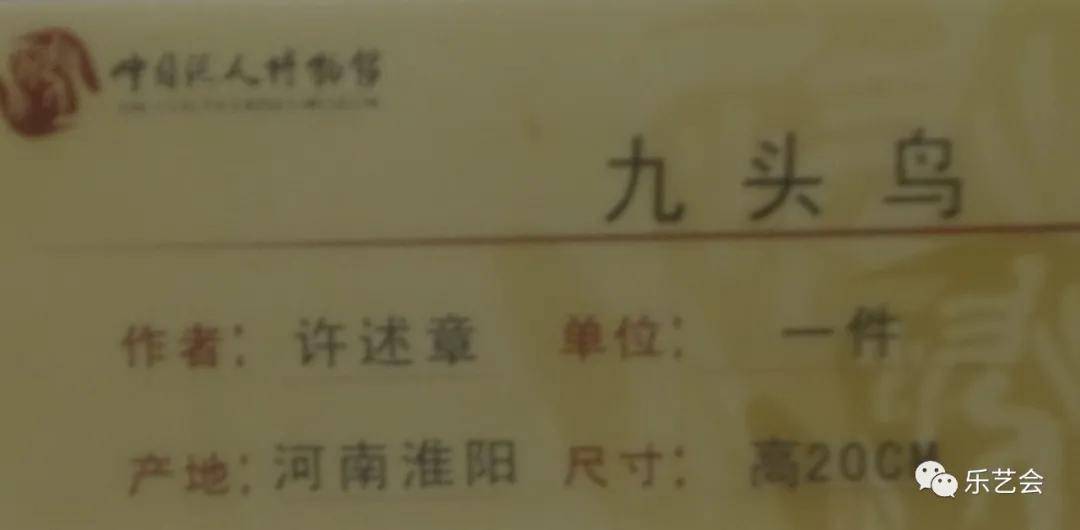 中国泥人博物馆
九头鸟
作者：许述章 单位：一件
产地：河南淮阳 尺寸：高20CM
乐艺会